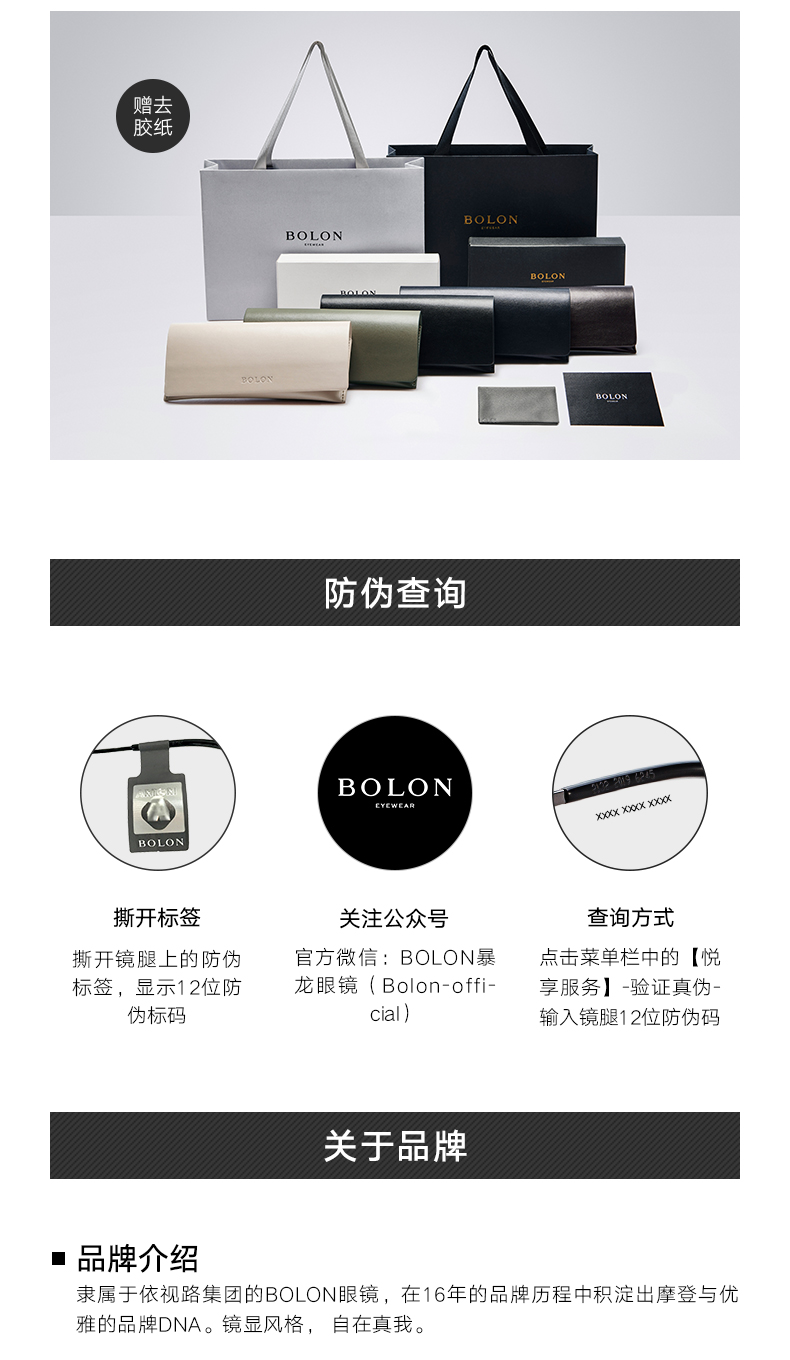 赠去
胶纸
BOLON
EYEWEAR
BOLON
EYEWEAR
BOLON
BOLON
EYEWEAR
BOLON
BOLON
EYEWEAR
防伪查询
BOLON
BOLON
EYEWEAR
XXXX XXXX XXXX
撕开标签
撕开镜腿上的防伪
标签，显示12位防
伪标码
关注公众号
官方微信：BOLON暴
龙眼镜（Bolon-offi-
cial）
查询方式
点击菜单栏中的【悦
享服务】-验证真伪-
输入镜腿12位防伪码
关于品牌
品牌介绍
隶属于依视路集团的BOLON眼镜，在16年的品牌历程中积淀出摩登与优
雅的品牌DNA。镜显风格， 自在真我。